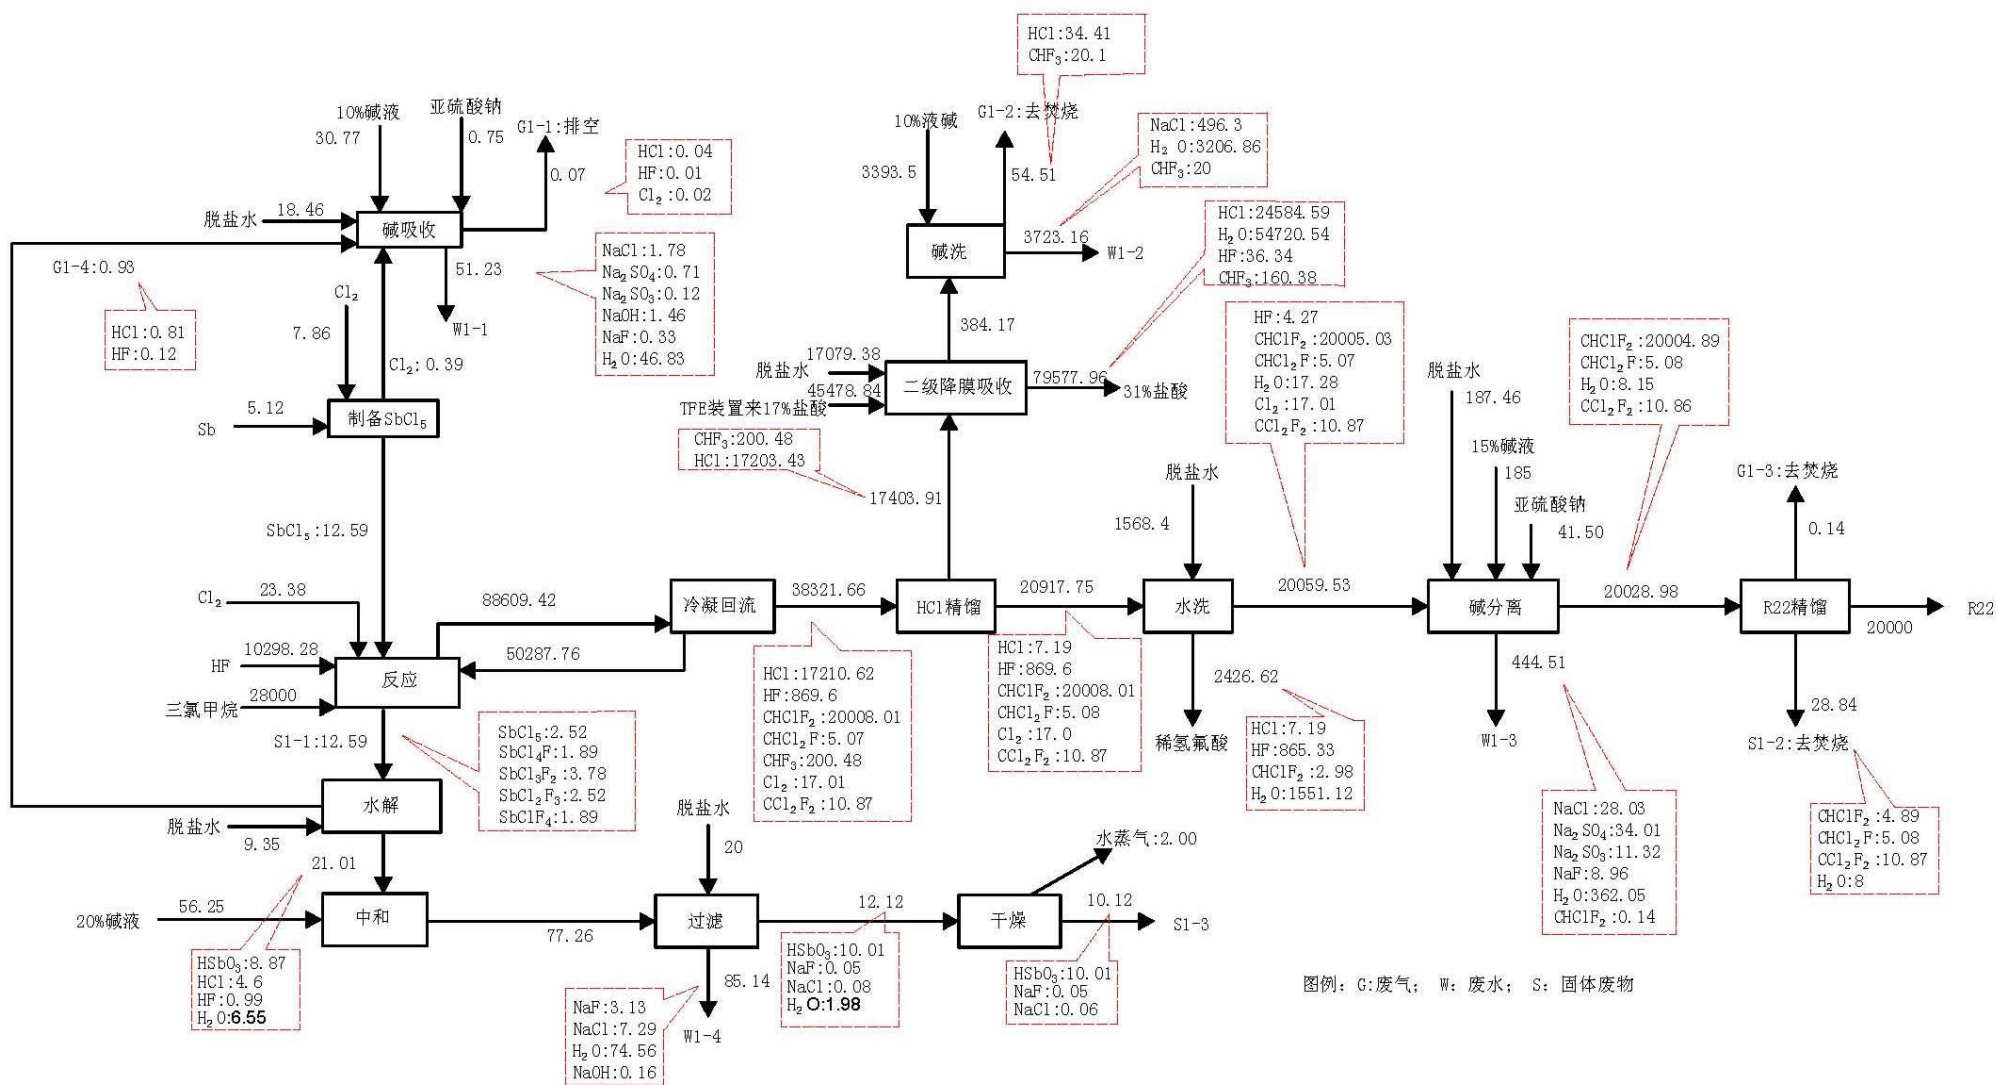 HCl:34.41
CHF₃:20.1
10%碱液
30.77
亚硫酸钠
0.75
G1-1:排空
0.07
HCl:0.04
HF:0.01
Cl₂:0.02
脱盐水
18.46
碱吸收
G1-4:0.93
HCl:0.81
HF:0.12
51.23
W1-1
NaCl:1.78
Na₂SO₄:0.71
Na₂SO₃:0.12
NaOH:1.46
NaF:0.33
H₂O:46.83
Cl₂
7.86
Cl₂:0.39
Sb
5.12
制备SbCl₅
SbCl₅:12.59
10%液碱
3393.5
G1-2:去焚烧
54.51
NaCl:496.3
H₂ O:3206.86
CHF₃:20
碱洗
3723.16
W1-2
HCl:24584.59
H₂O:54720.54
HF:36.34
CHF₃:160.38
384.17
17079.38
脱盐水
45478.84
TFE装置来17%盐酸
二级降膜吸收
79577.96
31%盐酸
CHF₃:200.48
HCl:17203.43
17403.91
HF:4.27
CHClF₂:20005.03
CHCl₂F:5.07
H₂O:17.28
Cl₂:17.01
CCl₂F₂:10.87
CHClF₂:20004.89
CHCl₂F:5.08
H₂O:8.15
CCl₂F₂:10.86
脱盐水
187.46
15%碱液
185
亚硫酸钠
41.50
G1-3:去焚烧
0.14
脱盐水
1568.4
Cl₂
23.38
HF
10298.28
三氯甲烷
28000
反应
88609.42
50287.76
冷凝回流
38321.66
HCl精馏
20917.75
水洗
20059.53
碱分离
20028.98
R22精馏
20000
R22
S1-1:12.59
SbCl₅:2.52
SbCl₄F:1.89
SbCl₃F₂:3.78
SbCl₂F₃:2.52
SbClF₄:1.89
HCl:17210.62
HF:869.6
CHClF₂:20008.01
CHCl₂F:5.07
CHF₃:200.48
Cl₂:17.01
CCl₂F₂:10.87
HCl:7.19
HF:869.6
CHClF₂:20008.01
CHCl₂F:5.08
Cl₂:17.0
CCl₂F₂:10.87
2426.62
稀氢氟酸
HCl:7.19
HF:865.33
CHClF₂:2.98
H₂O:1551.12
444.51
W1-3
NaCl:28.03
Na₂SO₄:34.01
Na₂SO₃:11.32
NaF:8.96
H₂O:362.05
CHClF₂:0.14
28.84
S1-2:去焚烧
CHClF₂:4.89
CHCl₂F:5.08
CCl₂F₂:10.87
H₂O:8
水解
脱盐水
9.35
21.01
20%碱液
56.25
中和
77.26
HSbO₃:8.87
HCl:4.6
HF:0.99
H₂O:6.55
脱盐水
20
过滤
85.14
W1-4
NaF:3.13
NaCl:7.29
H₂O:74.56
NaOH:0.16
12.12
HSbO₃:10.01
NaF:0.05
NaCl:0.08
H₂ O:1.98
水蒸气:2.00
干燥
10.12
S1-3
HSbO₃:10.01
NaF:0.05
NaCl:0.06
图例: G:废气; W: 废水; S: 固体废物